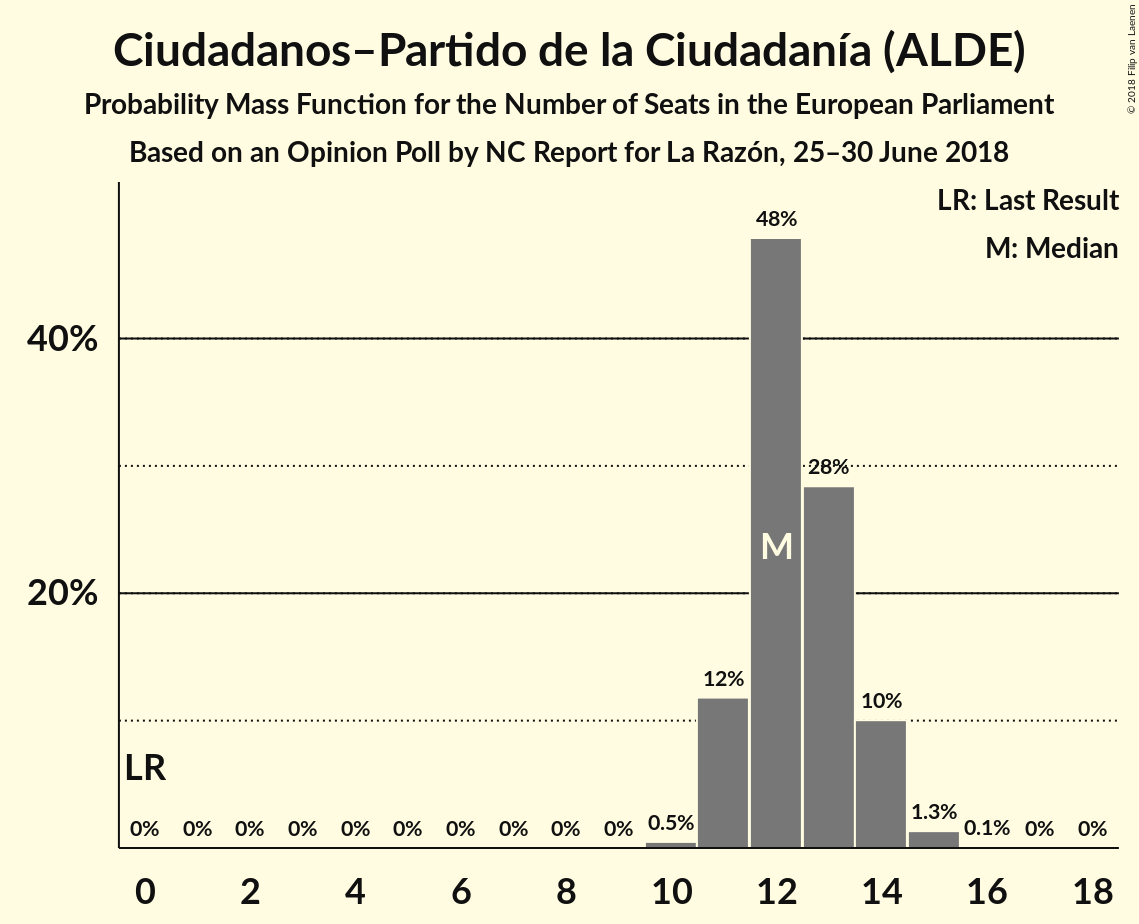 Ciudadanos–Partido de la Ciudadanía (ALDE)
Probability Mass Function for the Number of Seats in the European Parliament
Based on an Opinion Poll by NC Report for La Razón, 25–30 June 2018
© 2018 Filip van Laenen
LR: Last Result
M: Median
48%
40%
28%
M
20%
12%
10%
LR
0% 0% 0% 0% 0% 0% 0% 0% 0% 0% 0.5% 1.3% 0.1% 0% 0%
0 2 4 6 8 10 12 14 16 18